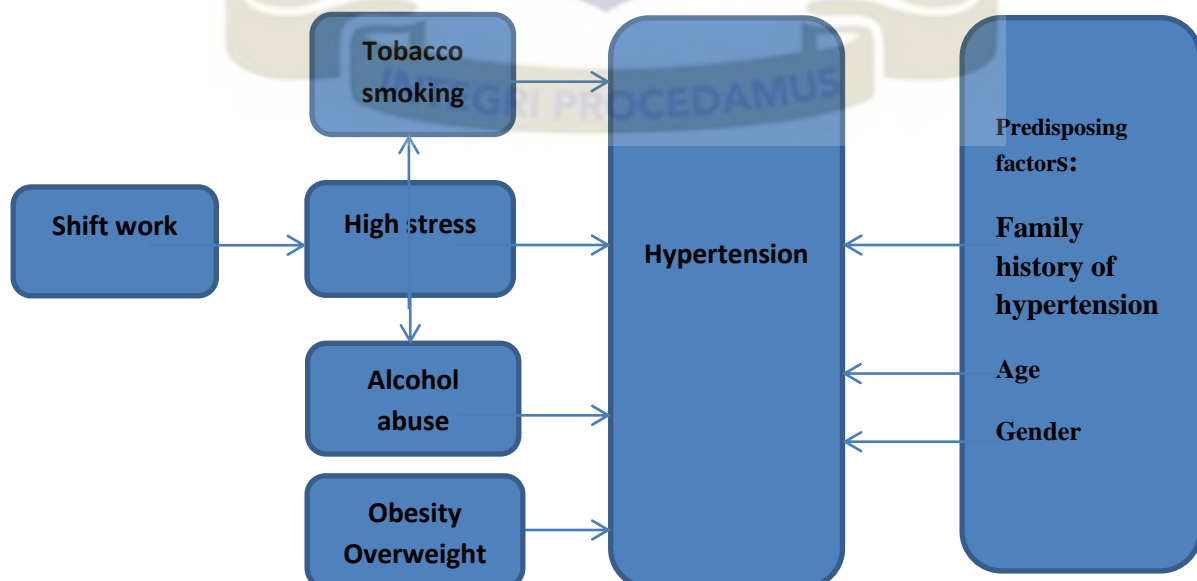 Tobacco
smoking
INTEGRI PROCEDAMUS
Shift work
High stress
Hypertension
Alcohol
abuse
Obesity
Overweight
Predisposing
factors:
Family
history of
hypertension
Age
Gender